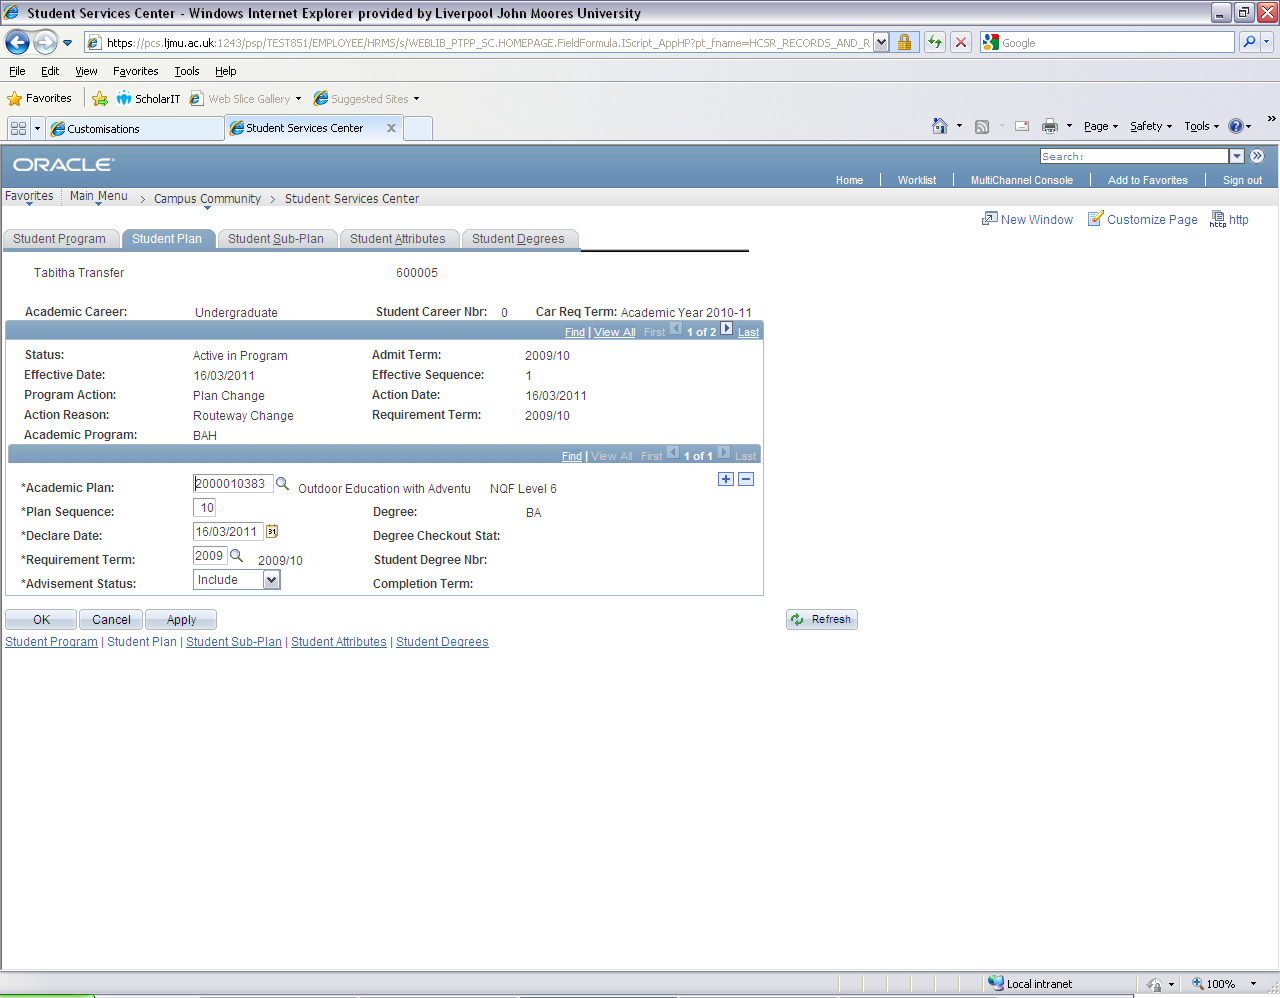 Student Services Center - Windows Internet Explorer provided by Liverpool John Moores University
https://pcs.ljmu.ac.uk:1243/psp/TEST851/EMPLOYEE/HRMS/s/WEBLIB_PTPP_SC.HOMEPAGE.FieldFormula.IScript_AppHP?pt_fname=HCSR_RECORDS_AND_R Google
File Edit View Favorites Tools Help
Favorites ScholarIT Web Slice Gallery Suggested Sites
Customisations Student Services Center X Page Safety Tools »
ORACLE Search:
Home Worklist MultiChannel Console Add to Favorites Sign out
Favorites Main Menu > Campus Community > Student Services Center
New Window Customize Page http
Student Program Student Plan Student Sub-Plan Student Attributes Student Degrees
Tabitha Transfer 600005
Academic Career: Undergraduate Student Career Nbr: 0 Car Req Term: Academic Year 2010-11
Find | View All First 1 of 2 Last
Status: Active in Program Admit Term: 2009/10
Effective Date: 16/03/2011 Effective Sequence: 1
Program Action: Plan Change Action Date: 16/03/2011
Action Reason: Routeway Change Requirement Term: 2009/10
Academic Program: BAH
Find | View All First 1 of 1 Last
*Academic Plan: 2000010383 Outdoor Education with Adventu NQF Level 6
*Plan Sequence: 10 Degree: BA
*Declare Date: 16/03/2011 Degree Checkout Stat:
*Requirement Term: 2009 2009/10 Student Degree Nbr:
*Advisement Status: Include Completion Term:
OK Cancel Apply Refresh
Student Program | Student Plan | Student Sub-Plan | Student Attributes | Student Degrees
Local intranet 100%